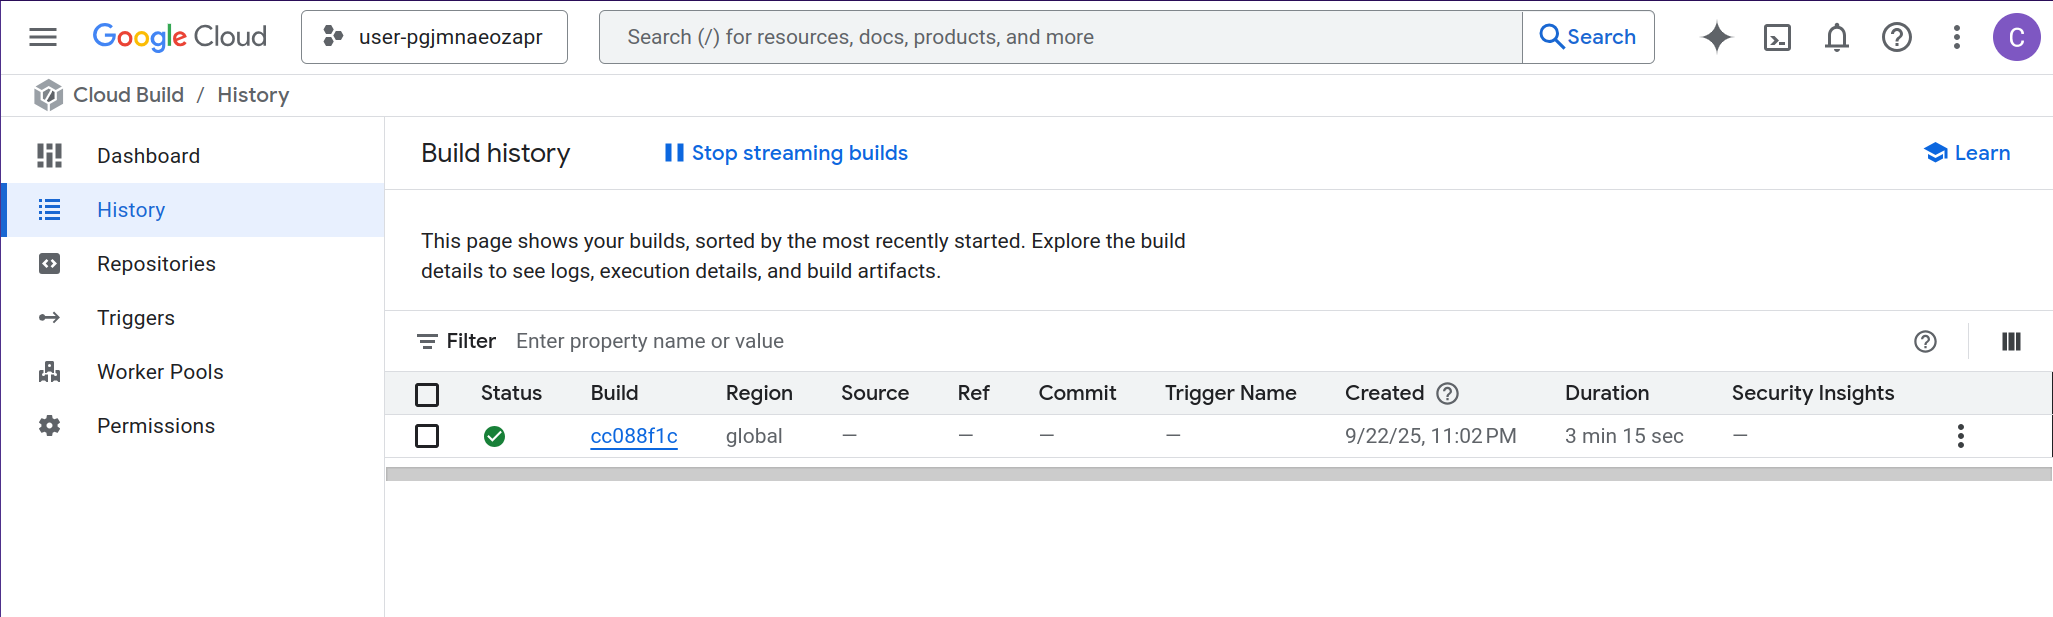 Google Cloud
user-pgjmnaeozapr
Search (/) for resources, docs, products, and more
Search
C
Cloud Build / History
Dashboard
History
Repositories
Triggers
Worker Pools
Permissions
Build history
Stop streaming builds
Learn
This page shows your builds, sorted by the most recently started. Explore the build
details to see logs, execution details, and build artifacts.
Filter Enter property name or value
Status Build Region Source Ref Commit Trigger Name Created Duration Security Insights
cc088f1c global — — — — 9/22/25, 11:02 PM 3 min 15 sec —